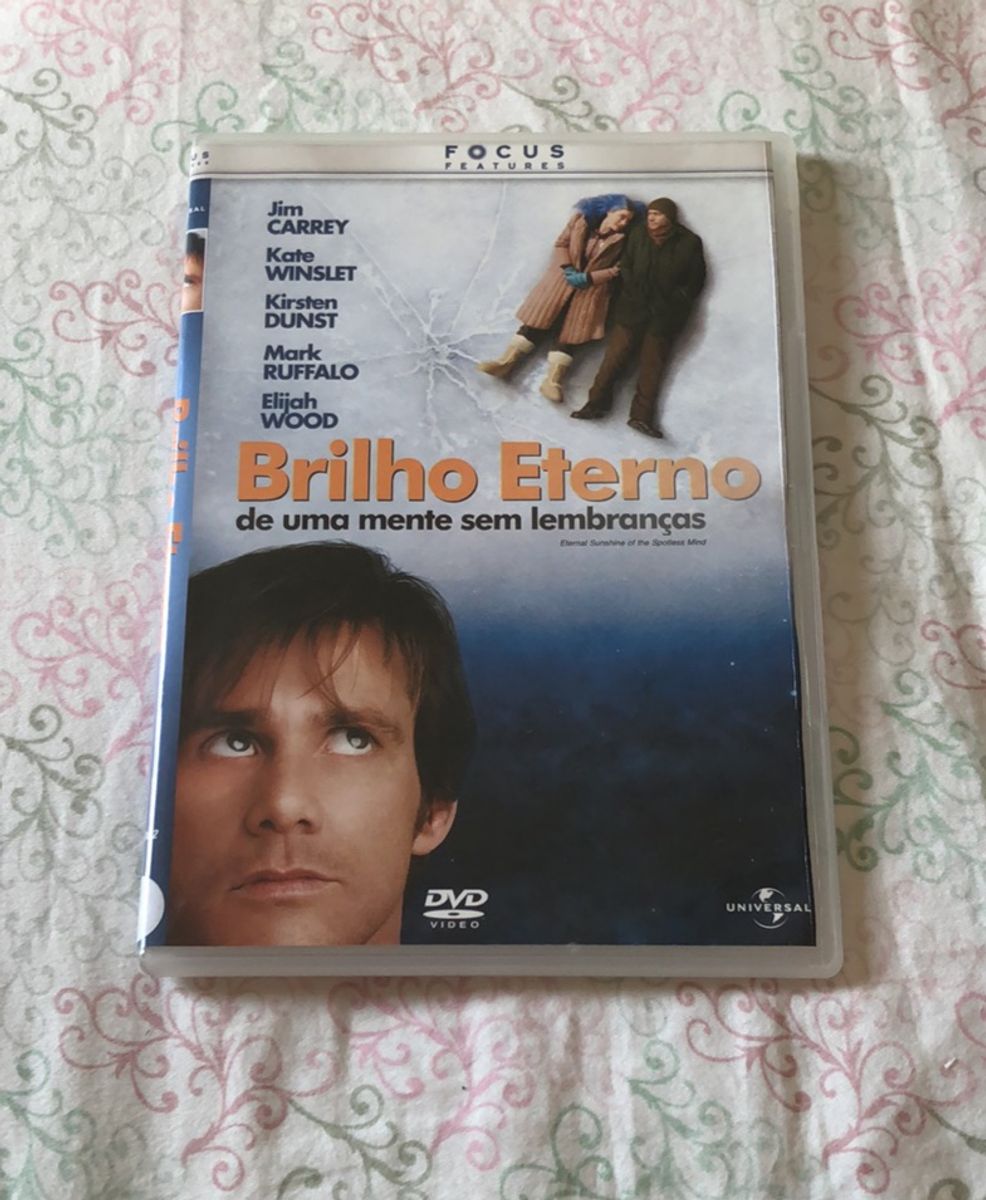 FOCUS
FEATURES
Jim
CARREY
Kate
WINSLET
Kirsten
DUNST
Mark
RUFFALO
Elijah
WOOD
Brilho Eterno
de uma mente sem lembranças
Eternal Sunshine of the Spotless Mind
DVD
VIDEO
UNIVERSAL